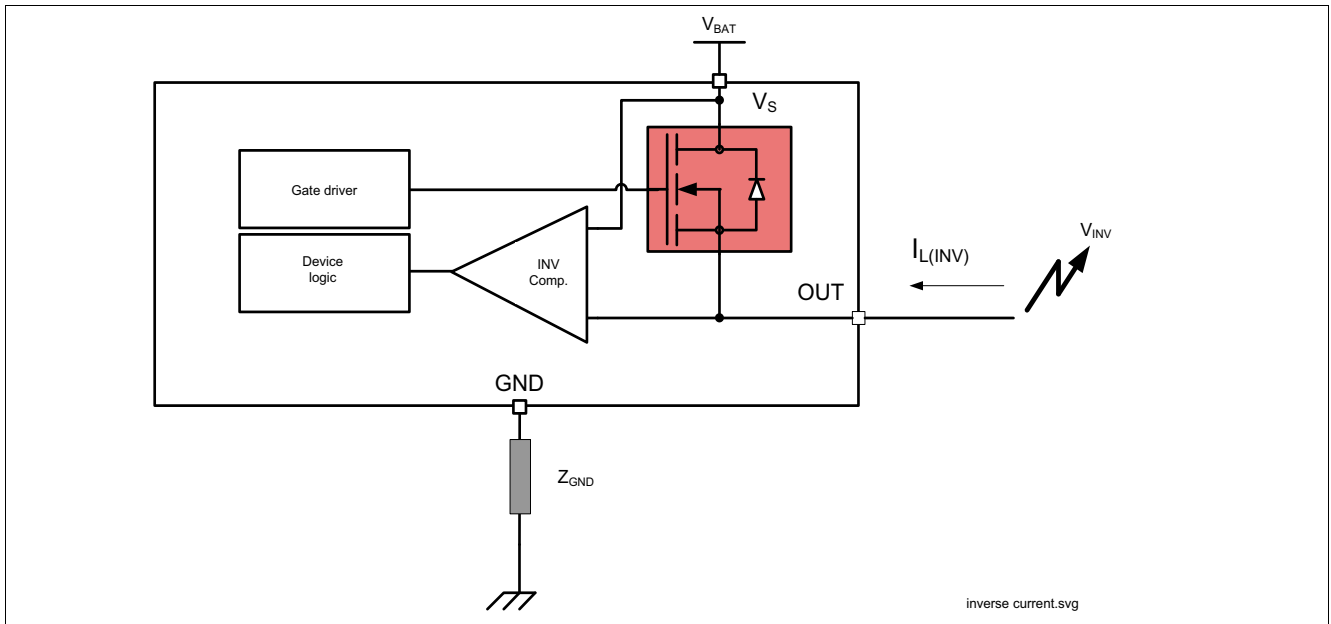 VBAT
VS
Gate driver
Device
logic
INV
Comp.
IL(INV)
VINV
OUT
GND
ZGND
inverse current.svg